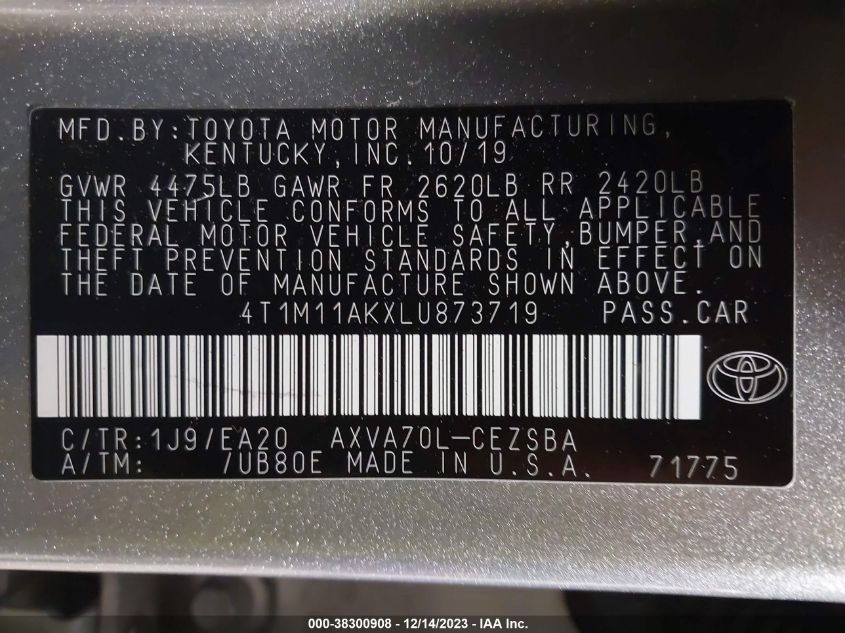 MFD.BY:TOYOTA MOTOR MANUFACTURING,
KENTUCKY, INC. 10/19
GVWR 4475LB GAWR FR 2620LB RR 2420LB
THIS VEHICLE CONFORMS TO ALL APPLICABLE
FEDERAL MOTOR VEHICLE SAFETY, BUMPER, AND
THEFT PREVENTION STANDARDS IN EFFECT ON
THE DATE OF MANUFACTURE SHOWN ABOVE.
4T1M11AKXLU873719 PASS.CAR
C/TR:1J9/EA20 AXVA70L-CEZSBA
A/TM: /UB80E MADE IN U.S.A. 71775
000-38300908 - 12/14/2023 - IAA Inc.